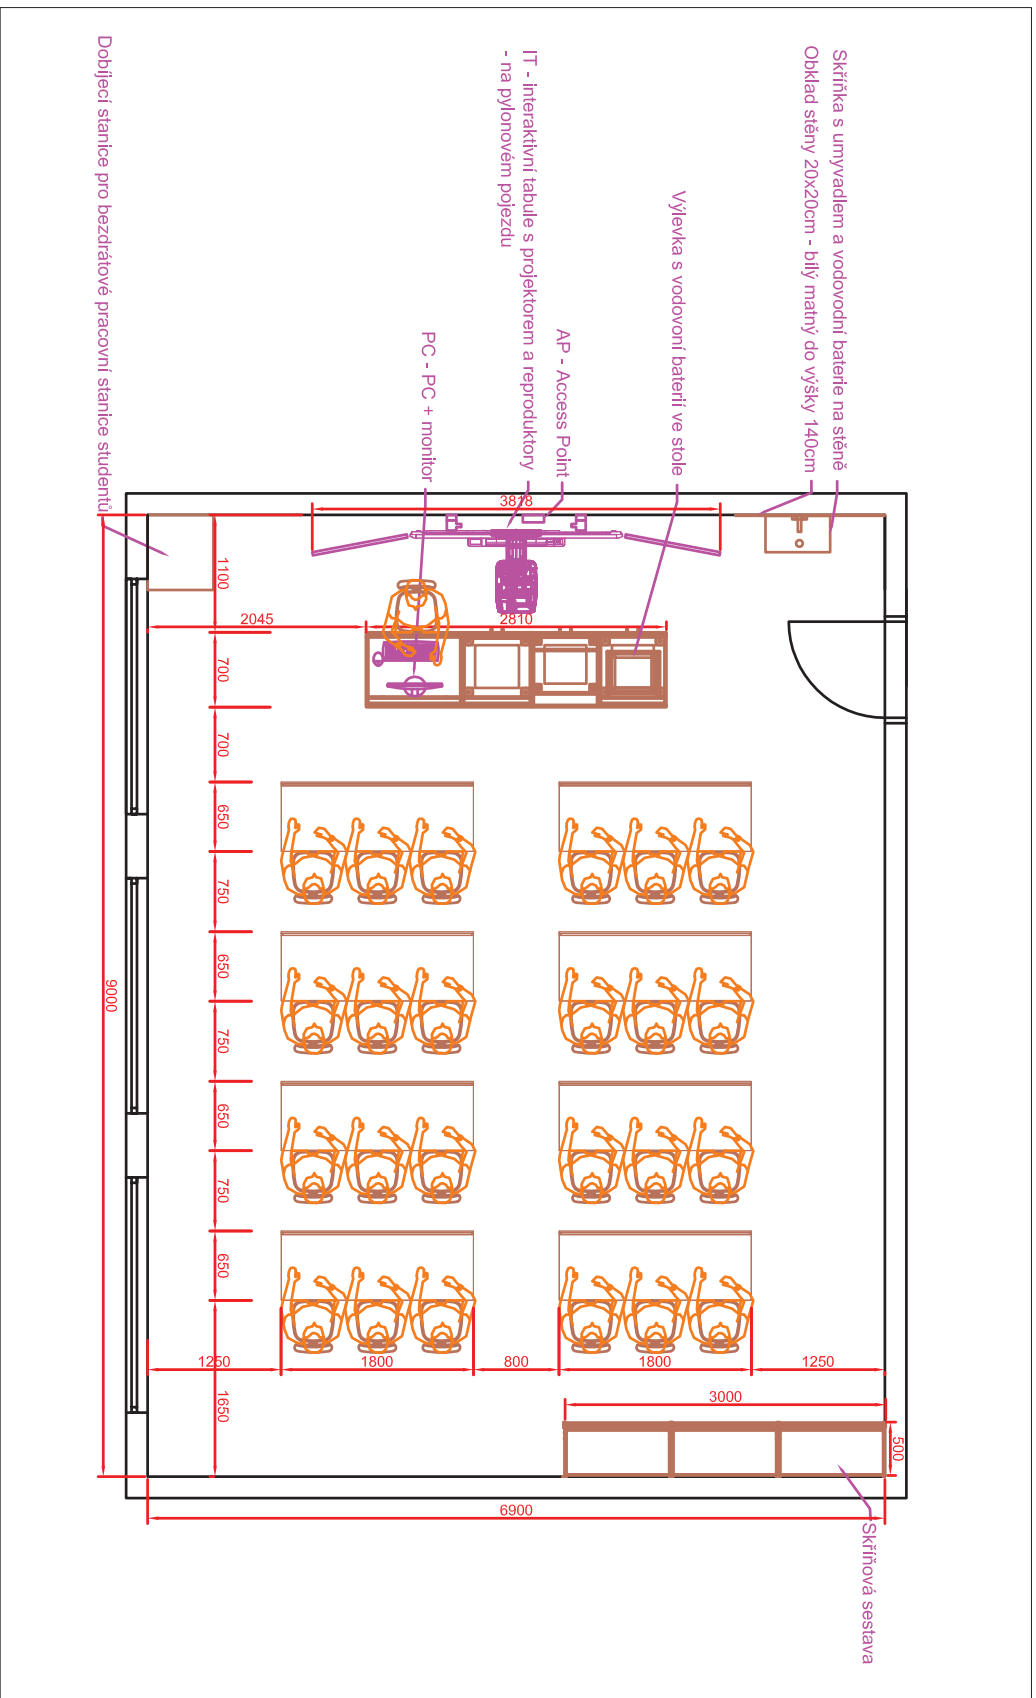 Skříňka s umyvadlem a vodovodní baterie na stěně
Obklad stěny 20x20cm - bílý matný do výšky 140cm
Výlevka s vodovoní baterií ve stole
AP - Access Point
IT - interaktivní tabule s projektorem a reproduktory
- na pylonovém pojezdu
PC - PC + monitor
Dobíjecí stanice pro bezdrátové pracovní stanice studentů
3818
1100
2045
2810
700
700
650
750
650
9000
750
650
750
650
1250
1800
800
1800
1250
1650
3000
500
6900
Skříňová sestava